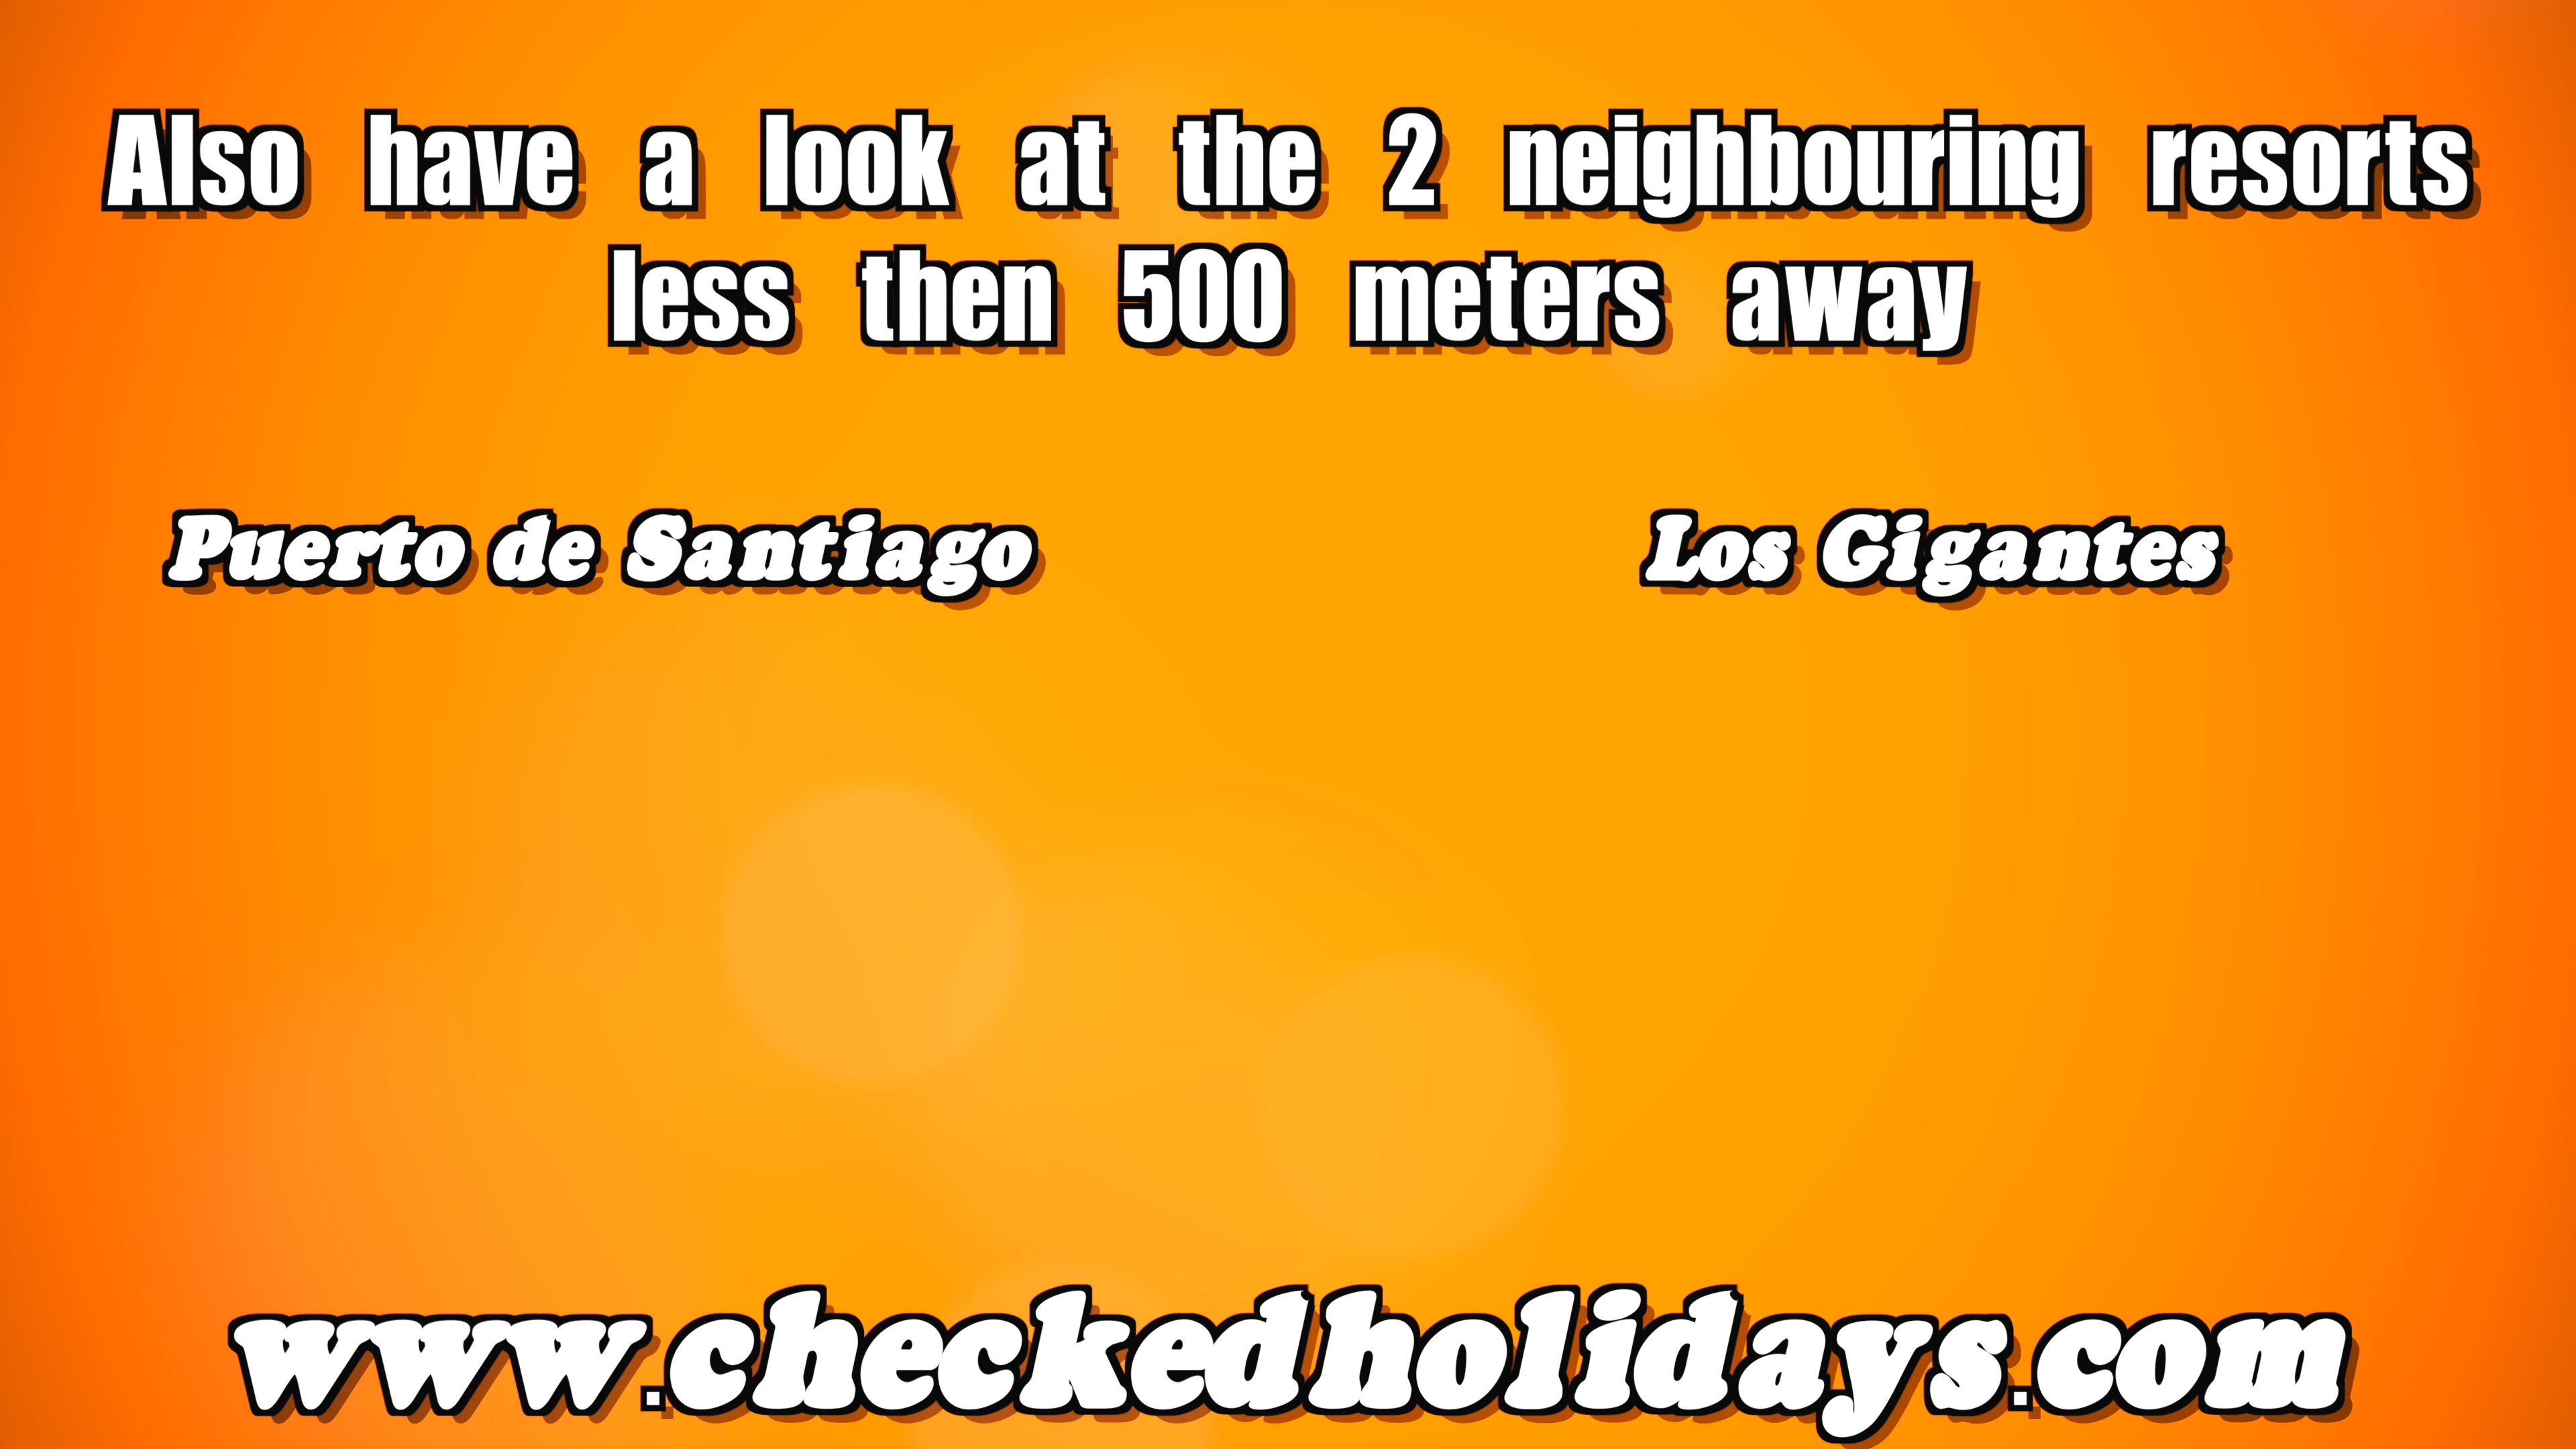 Also have a look at the 2 neighbouring resorts
less then 500 meters away
Puerto de Santiago
Los Gigantes
www.checkedholidays.com